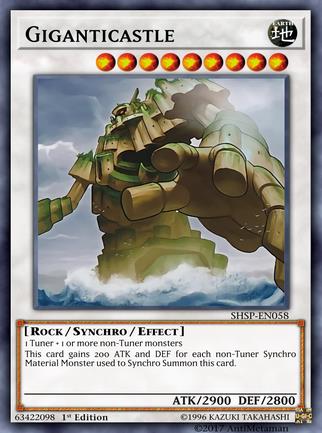 GIGANTICASTLE
EARTH
地
SHSP-EN058
[ROCK / SYNCHRO / EFFECT]
1 Tuner + 1 or more non-Tuner monsters
This card gains 200 ATK and DEF for each non-Tuner Synchro
Material Monster used to Synchro Summon this card.
ATK/2900 DEF/2800
63422098 1st Edition ©1996 KAZUKI TAKAHASHI
©2017 AntiMetaman